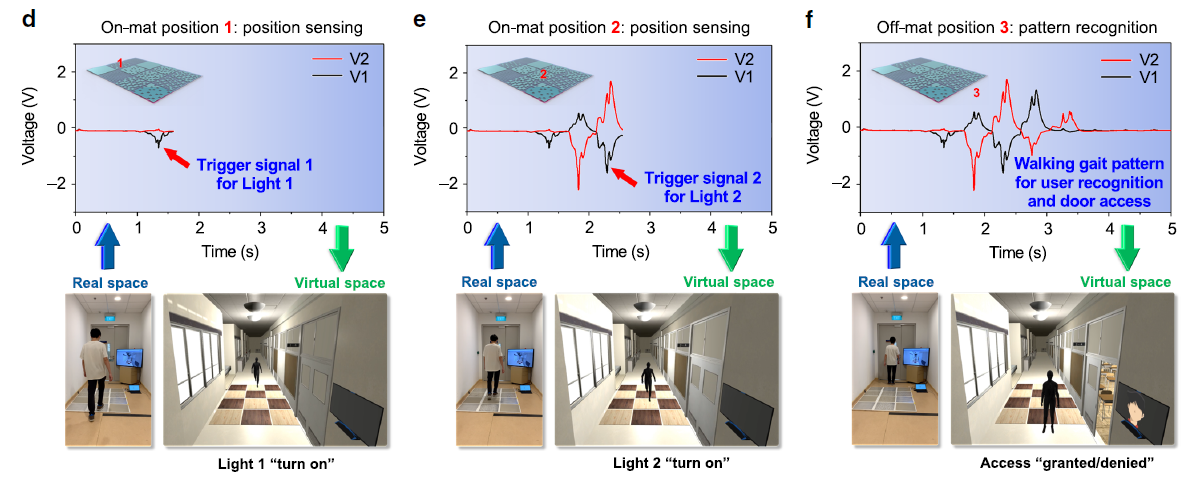 d
On-mat position 1: position sensing
Voltage (V)
2
0
–2
1
V2
V1
Trigger signal 1
for Light 1
0 1 2 3 4 5
Time (s)
Real space
Virtual space
Light 1 “turn on”
e
On-mat position 2: position sensing
Voltage (V)
2
0
–2
2
V2
V1
Trigger signal 2
for Light 2
0 1 2 3 4 5
Time (s)
Real space
Virtual space
Light 2 “turn on”
f
Off-mat position 3: pattern recognition
Voltage (V)
2
0
–2
3
V2
V1
Walking gait pattern
for user recognition
and door access
0 1 2 3 4 5
Time (s)
Real space
Virtual space
Access “granted/denied”